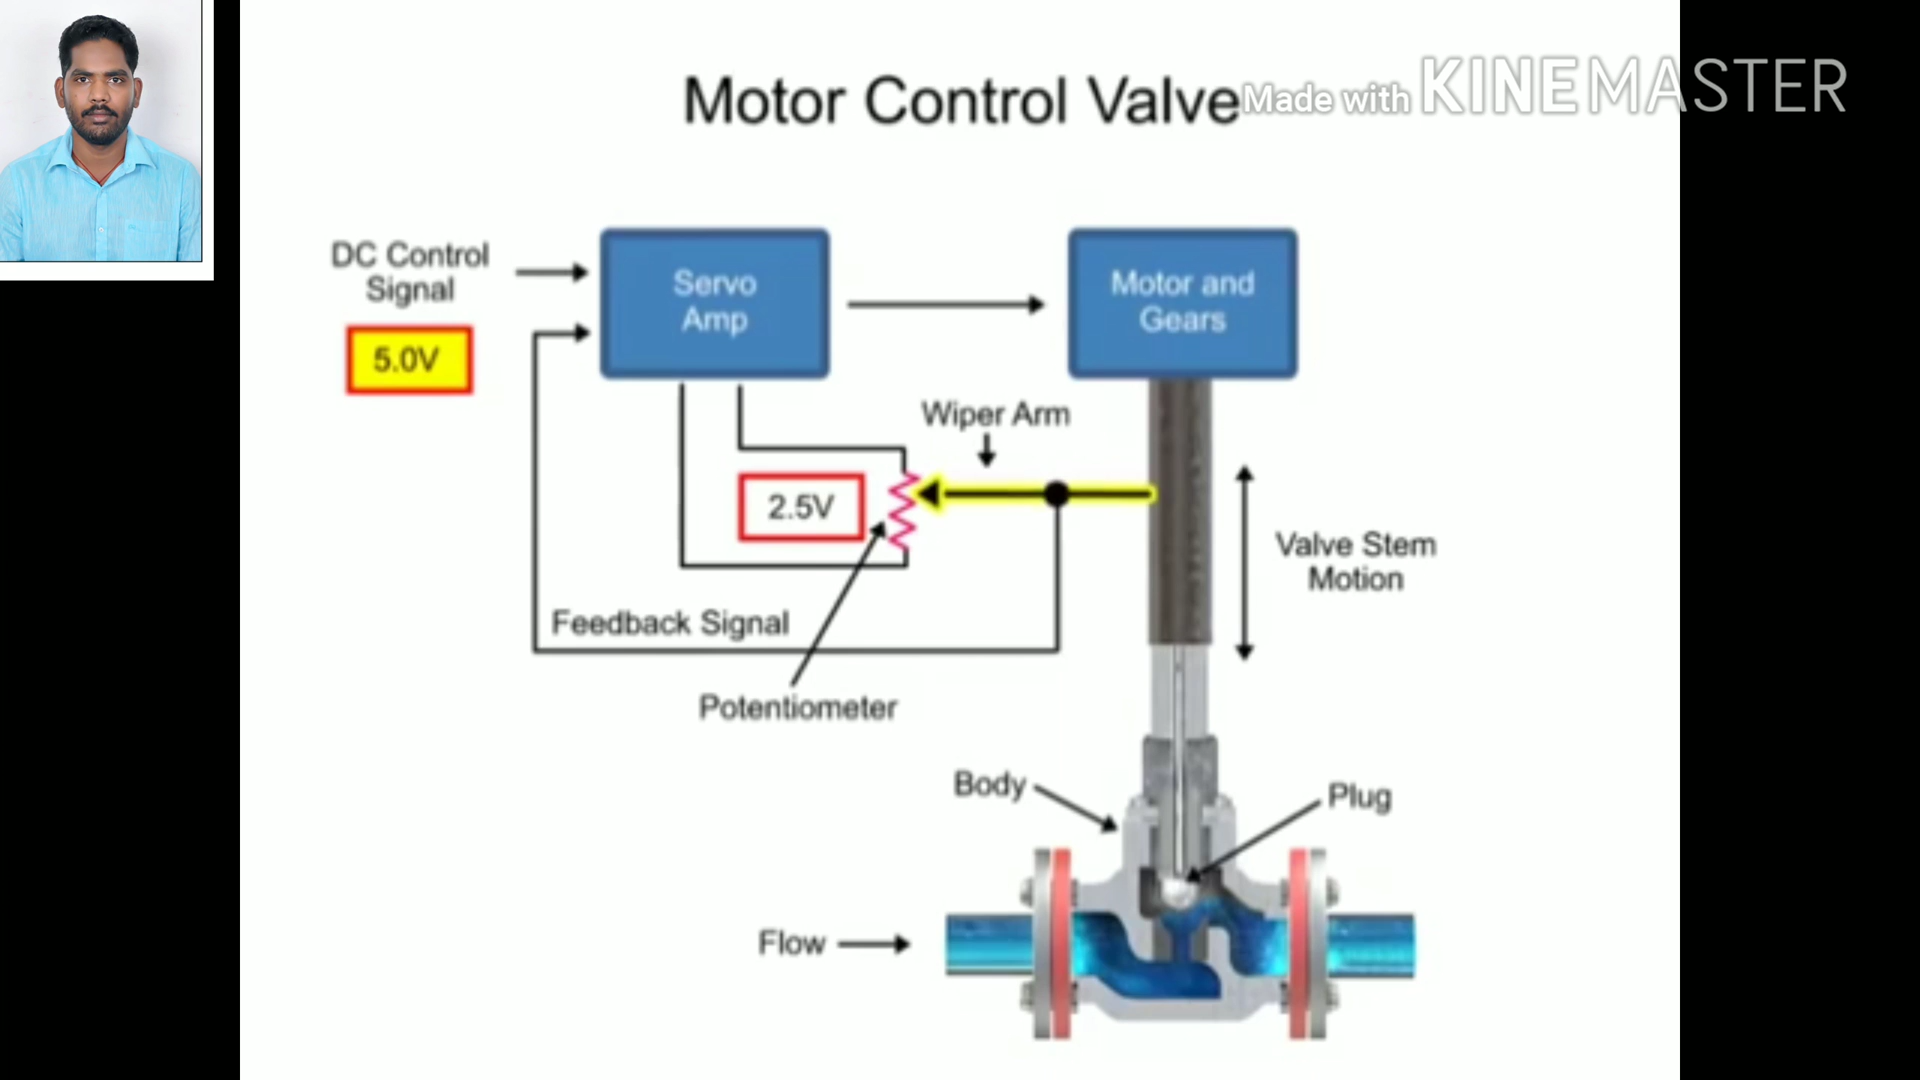 Motor Control Valve
Made with KINEMASTER
DC Control
Signal
5.0V
Servo
Amp
Motor and
Gears
Wiper Arm
2.5V
Valve Stem
Motion
Feedback Signal
Potentiometer
Body
Plug
Flow